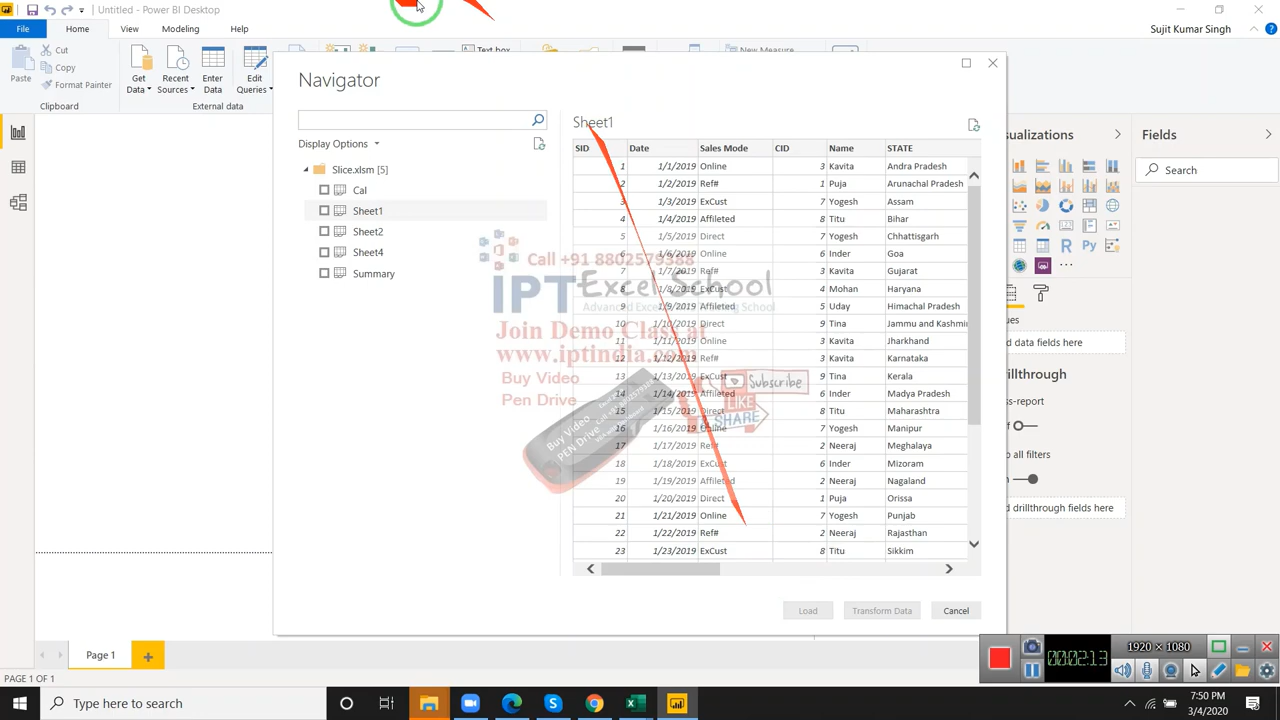 Untitled - Power BI Desktop
File
Home
View
Modeling
Help
Sujit Kumar Singh
Paste
Cut
Copy
Format Painter
Clipboard
Get Data
Recent Sources
Enter Data
Edit Queries
External data
Text box
New Measure
Navigator
Display Options
Slice.xlsm [5]
Cal
Sheet1
Sheet2
Sheet4
Summary
Sheet1
SID Date Sales Mode CID Name STATE
1 1/1/2019 Online 3 Kavita Andra Pradesh
2 1/2/2019 Ref# 1 Puja Arunachal Pradesh
3 1/3/2019 ExCust 7 Yogesh Assam
4 1/4/2019 Affileted 8 Titu Bihar
5 1/5/2019 Direct 7 Yogesh Chhattisgarh
6 1/6/2019 Online 6 Inder Goa
7 1/7/2019 Ref# 3 Kavita Gujarat
8 1/8/2019 ExCust 4 Mohan Haryana
9 1/9/2019 Affileted 5 Uday Himachal Pradesh
10 1/10/2019 Direct 9 Tina Jammu and Kashmir
11 1/11/2019 Online 3 Kavita Jharkhand
12 1/12/2019 Ref# 3 Kavita Karnataka
13 1/13/2019 ExCust 9 Tina Kerala
14 1/14/2019 Affileted 6 Inder Madya Pradesh
15 1/15/2019 Direct 8 Titu Maharashtra
16 1/16/2019 Online 7 Yogesh Manipur
17 1/17/2019 Ref# 2 Neeraj Meghalaya
18 1/18/2019 ExCust 6 Inder Mizoram
19 1/19/2019 Affileted 2 Neeraj Nagaland
20 1/20/2019 Direct 1 Puja Orissa
21 1/21/2019 Online 7 Yogesh Punjab
22 1/22/2019 Ref# 2 Neeraj Rajasthan
23 1/23/2019 ExCust 8 Titu Sikkim
Load
Transform Data
Cancel
Call +91 8802579388
IPT Excel School
Join Demo Class at
www.iptindia.com
Buy Video
Pen Drive
Buy Video
PEN Drive
Subscribe
LIKE
SHARE
Fields
Search
Py
R
PAGE 1 OF 1
Page 1
1920 × 1080
00:02:13
Type here to search
7:50 PM
3/4/2020